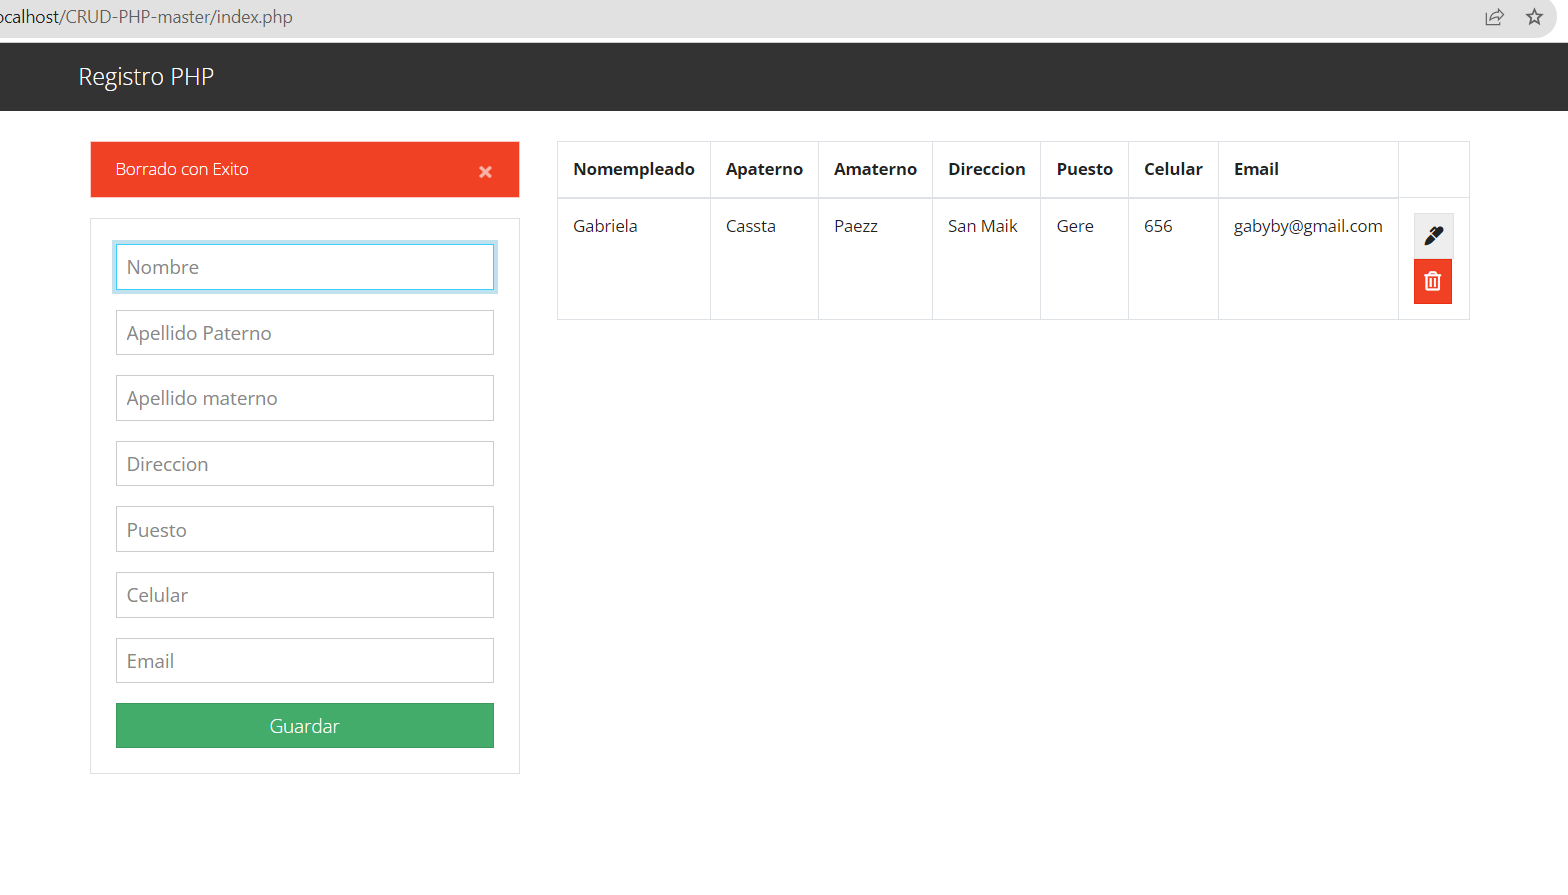 ocalhost/CRUD-PHP-master/index.php
Registro PHP
Borrado con Exito
Nombre
Apellido Paterno
Apellido materno
Direccion
Puesto
Celular
Email
Guardar
Nomempleado Apaterno Amaterno Direccion Puesto Celular Email
Gabriela Cassta Paezz San Maik Gere 656 gabyby@gmail.com